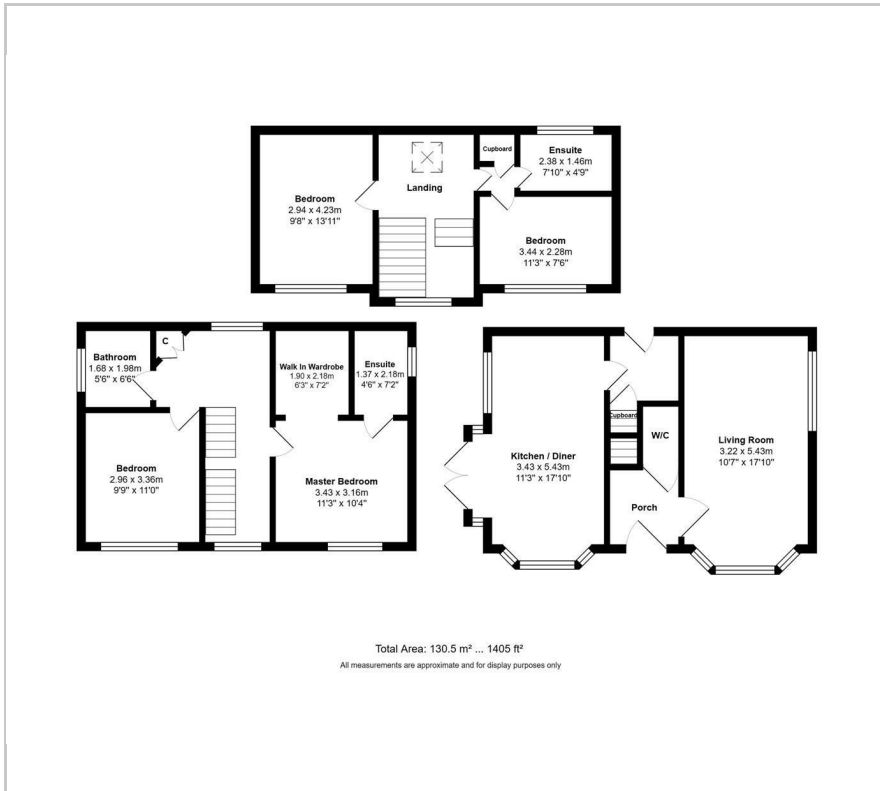 Bedroom
2.94 x 4.23m
9'8" x 13'11"
Landing
Cupboard
Ensuite
2.38 x 1.46m
7'10" x 4'9"
Bedroom
3.44 x 2.28m
11'3" x 7'6"
Bathroom
1.68 x 1.98m
5'6" x 6'6"
C
Walk In Wardrobe
1.90 x 2.18m
6'3" x 7'2"
Ensuite
1.37 x 2.18m
4'6" x 7'2"
Bedroom
2.96 x 3.36m
9'9" x 11'0"
Master Bedroom
3.43 x 3.16m
11'3" x 10'4"
Kitchen / Diner
3.43 x 5.43m
11'3" x 17'10"
Cupboard
W/C
Porch
Living Room
3.22 x 5.43m
10'7" x 17'10"
Total Area: 130.5 m² ... 1405 ft²
All measurements are approximate and for display purposes only